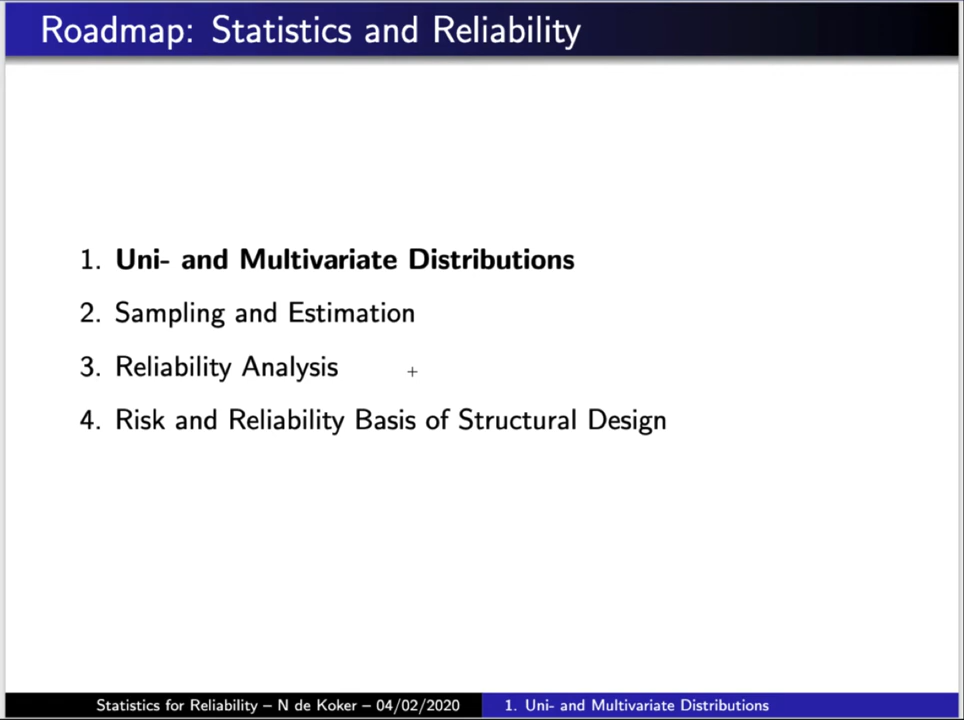 Roadmap: Statistics and Reliability
1. Uni- and Multivariate Distributions
2. Sampling and Estimation
3. Reliability Analysis
4. Risk and Reliability Basis of Structural Design
Statistics for Reliability – N de Koker – 04/02/2020
1. Uni- and Multivariate Distributions